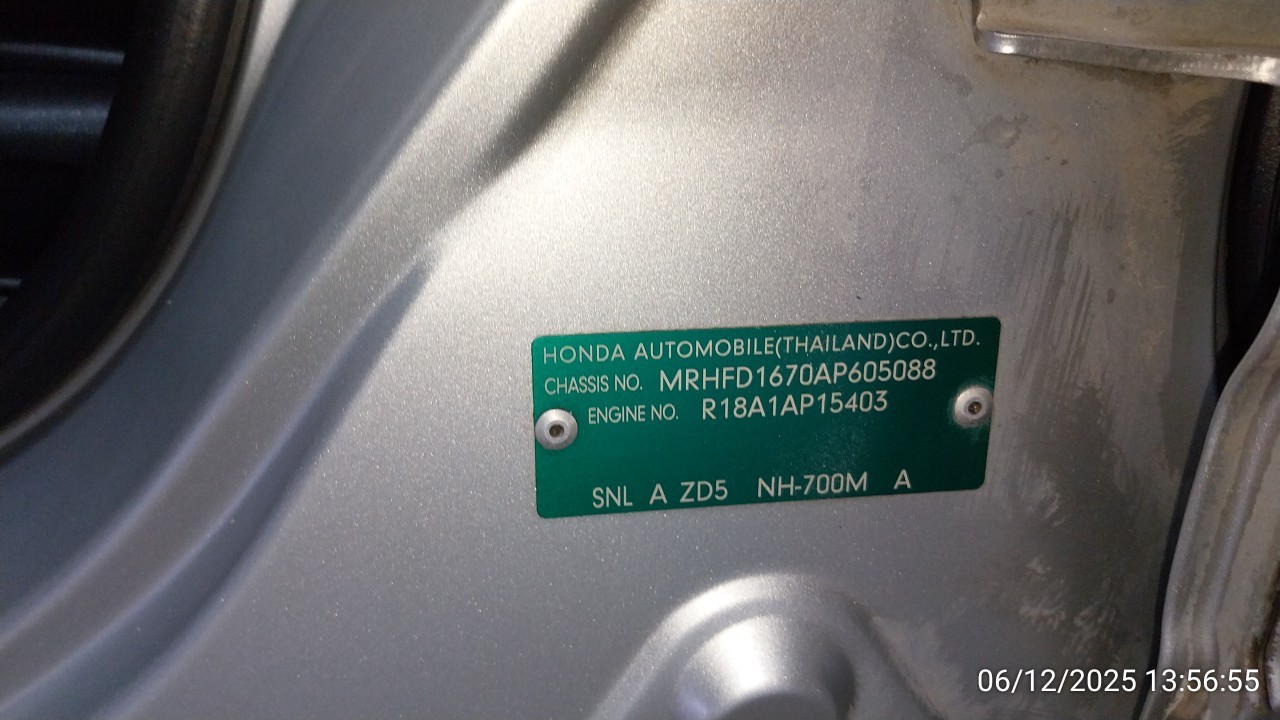 HONDA AUTOMOBILE(THAILAND)CO.,LTD.
CHASSIS NO. MRHFD1670AP605088
ENGINE NO. R18A1AP15403
SNL A ZD5 NH-700M A
06/12/2025 13:56:55